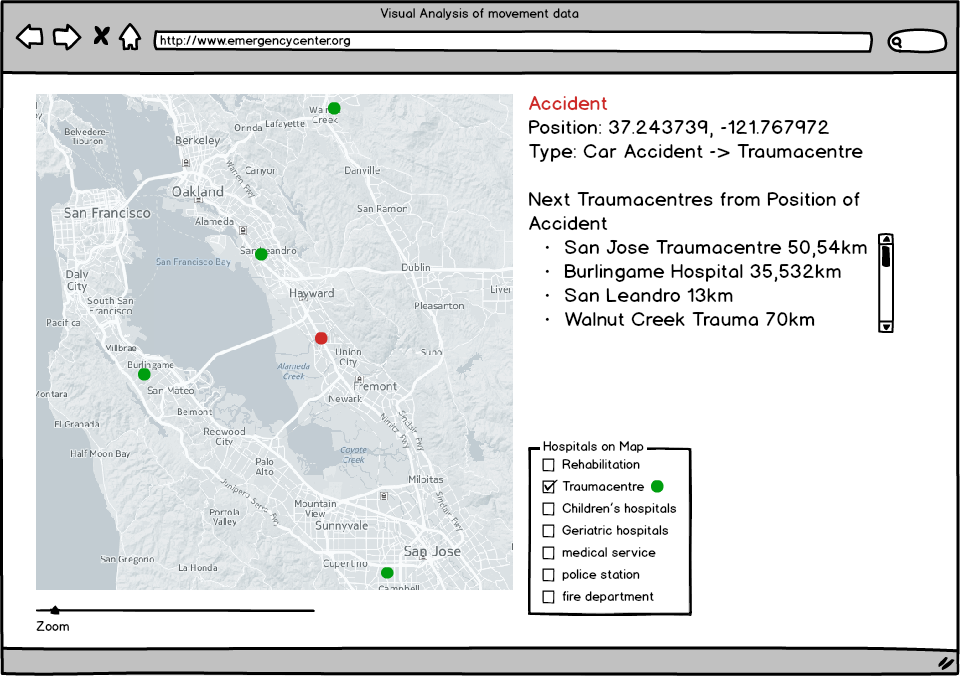 Visual Analysis of movement data
http://www.emergencycenter.org
Accident
Position: 37.243739, -121.767972
Type: Car Accident -> Traumacentre
Next Traumacentres from Position of
Accident
· San Jose Traumacentre 50,54km
· Burlingame Hospital 35,532km
· San Leandro 13km
· Walnut Creek Trauma 70km
Creek
Orinda
Lafayette
Belvedere-
Tiburon
Berkeley
Canyon
Danville
Warren Fwy
Oakland
San Francisco
San Ramon
Alameda
San Francisco Bay
Dublin
Daly
City
Hayward
South San
Francisco
Pleasanton
Pacifica
Millbrae
Union
City
Burlingame
San Mateo
Alameda
Creek
Fremont
Newark
Belmont
El Granada
Redwood
City
Half Moon Bay
Coyote
Creek
Palo
Alto
Milpitas
Mountain
View
Portola
Valley
Sunnyvale
San Jose
San Gregorio
La Honda
Cupertino
Campbell
Zoom
Hospitals on Map
Rehabilitation
Traumacentre
Children's hospitals
Geriatric hospitals
medical service
police station
fire department